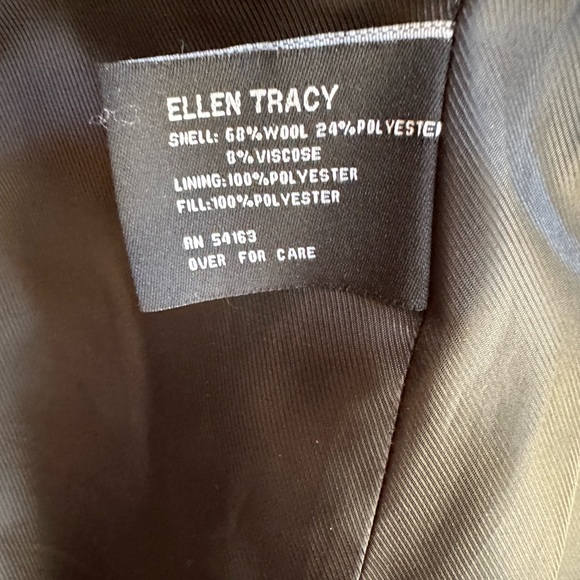 ELLEN TRACY
SHELL: 68%WOOL 24%POLYESTER
8%VISCOSE
LINING:100%POLYESTER
FILL:100%POLYESTER
RN 54163
OVER FOR CARE